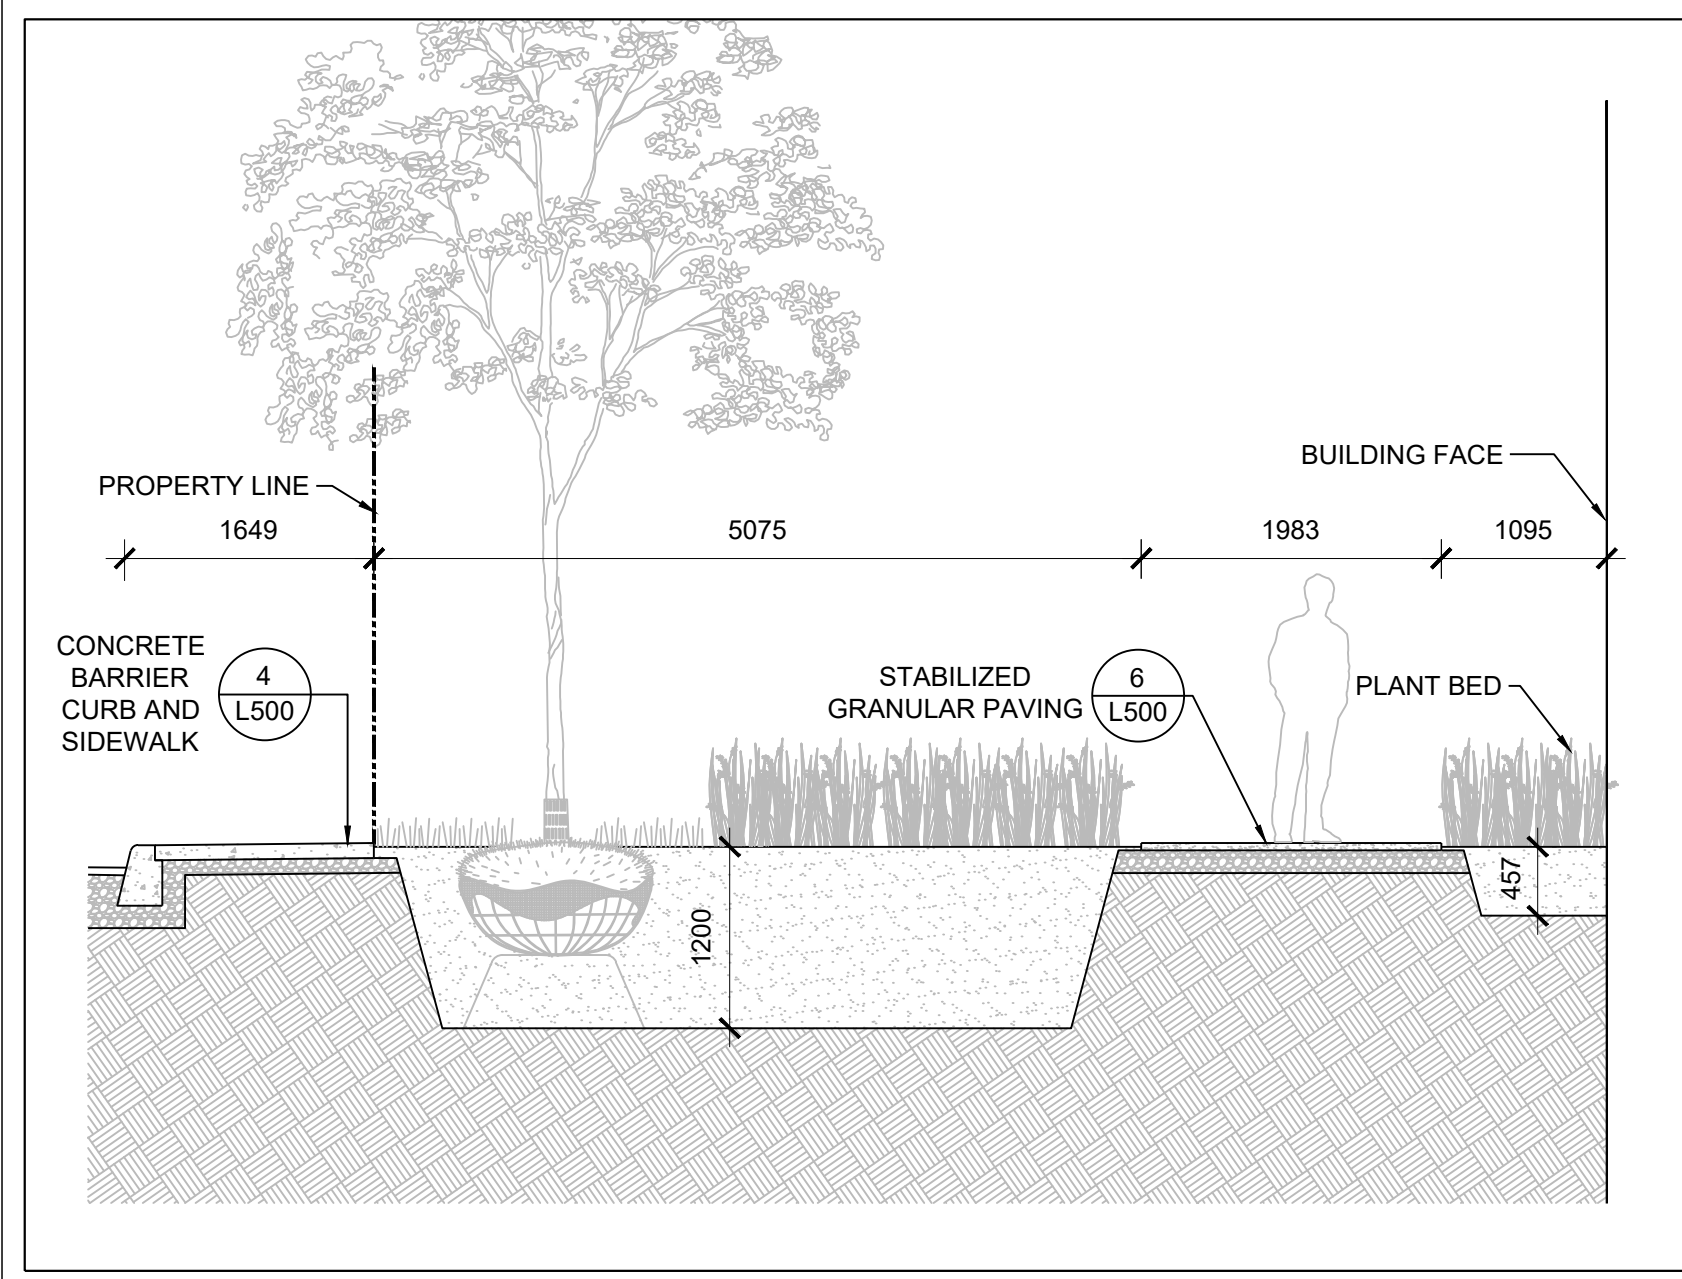 BUILDING FACE
PROPERTY LINE
1649
5075
1983
1095
CONCRETE
BARRIER
CURB AND
SIDEWALK
4
L500
STABILIZED
GRANULAR PAVING
6
L500
PLANT BED
1200
457